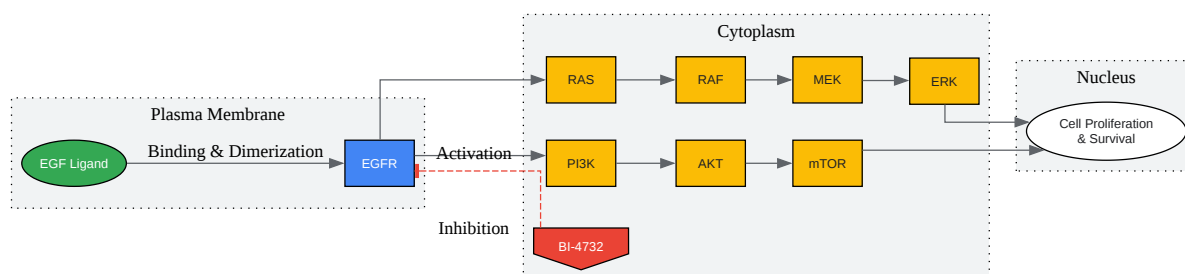 Cytoplasm
RAS
RAF
MEK
ERK
Nucleus
Plasma Membrane
Cell Proliferation
& Survival
EGF Ligand
Binding & Dimerization
EGFR
Activation
PI3K
AKT
mTOR
Inhibition
BI-4732